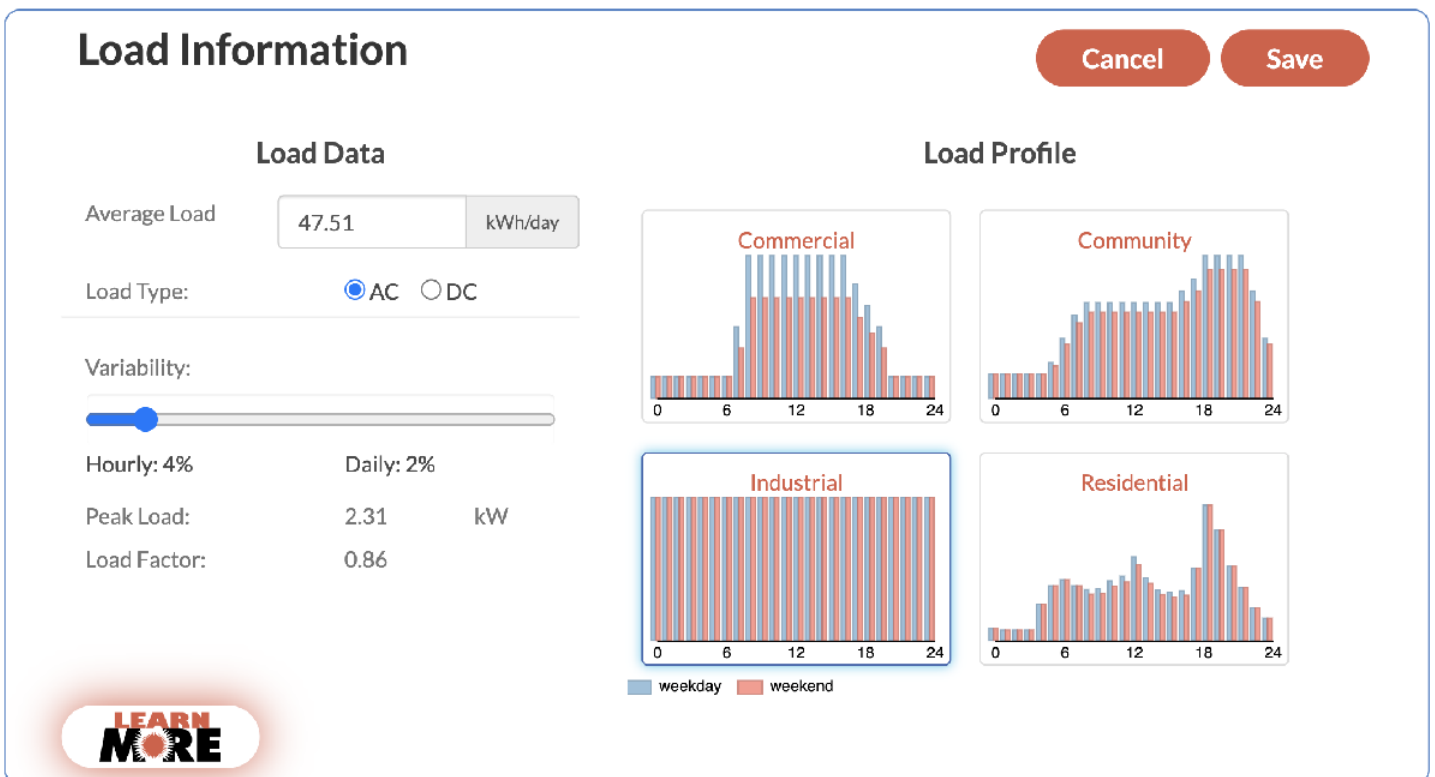 Load Information
Cancel Save
Load Data
Average Load 47.51 kWh/day
Load Type: AC DC
Variability:
Hourly: 4% Daily: 2%
Peak Load: 2.31 kW
Load Factor: 0.86
LEARN
MORE
Load Profile
Commercial
0 6 12 18 24
Community
0 6 12 18 24
Industrial
0 6 12 18 24
Residential
0 6 12 18 24
weekday weekend